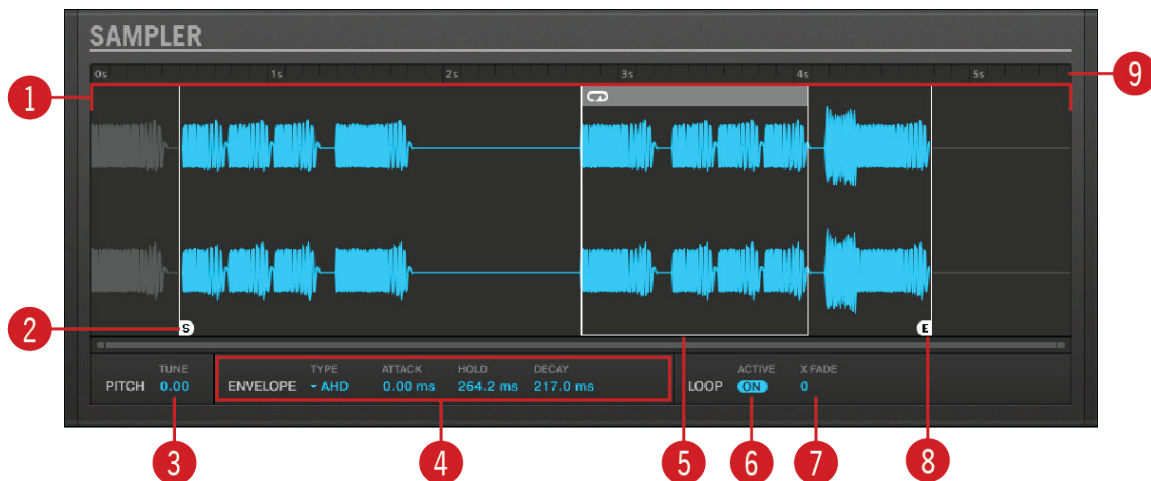 SAMPLER
0s 1s 2s 3s 4s 5s
9
1
2
S
E
TUNE TYPE ATTACK HOLD DECAY ACTIVE X FADE
PITCH 0.00 ENVELOPE AHD 0.00 ms 264.2 ms 217.0 ms LOOP ON 0
3 4 5 6 7 8